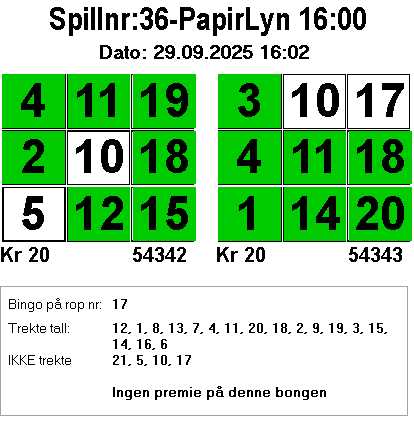 Spillnr:36-PapirLyn 16:00
Dato: 29.09.2025 16:02
4 11 19 3 10 17
2 10 18 4 11 18
5 12 15 1 14 20
Kr 20 54342 Kr 20 54343
Bingo på rop nr: 17
Trekte tall: 12, 1, 8, 13, 7, 4, 11, 20, 18, 2, 9, 19, 3, 15,
14, 16, 6
IKKE trekte 21, 5, 10, 17
Ingen premie på denne bongen